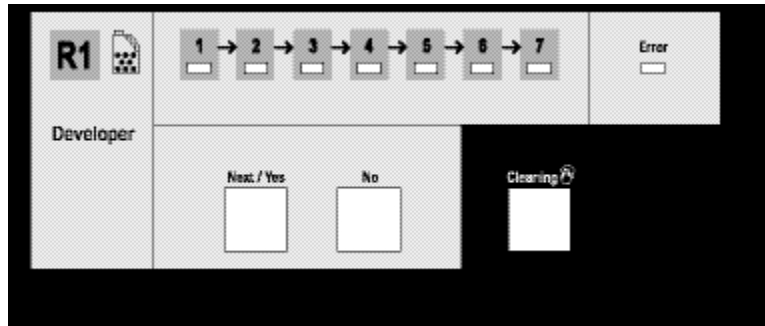 R1
Developer
1 → 2 → 3 → 4 → 5 → 6 → 7
Error
Next / Yes
No
Cleaning